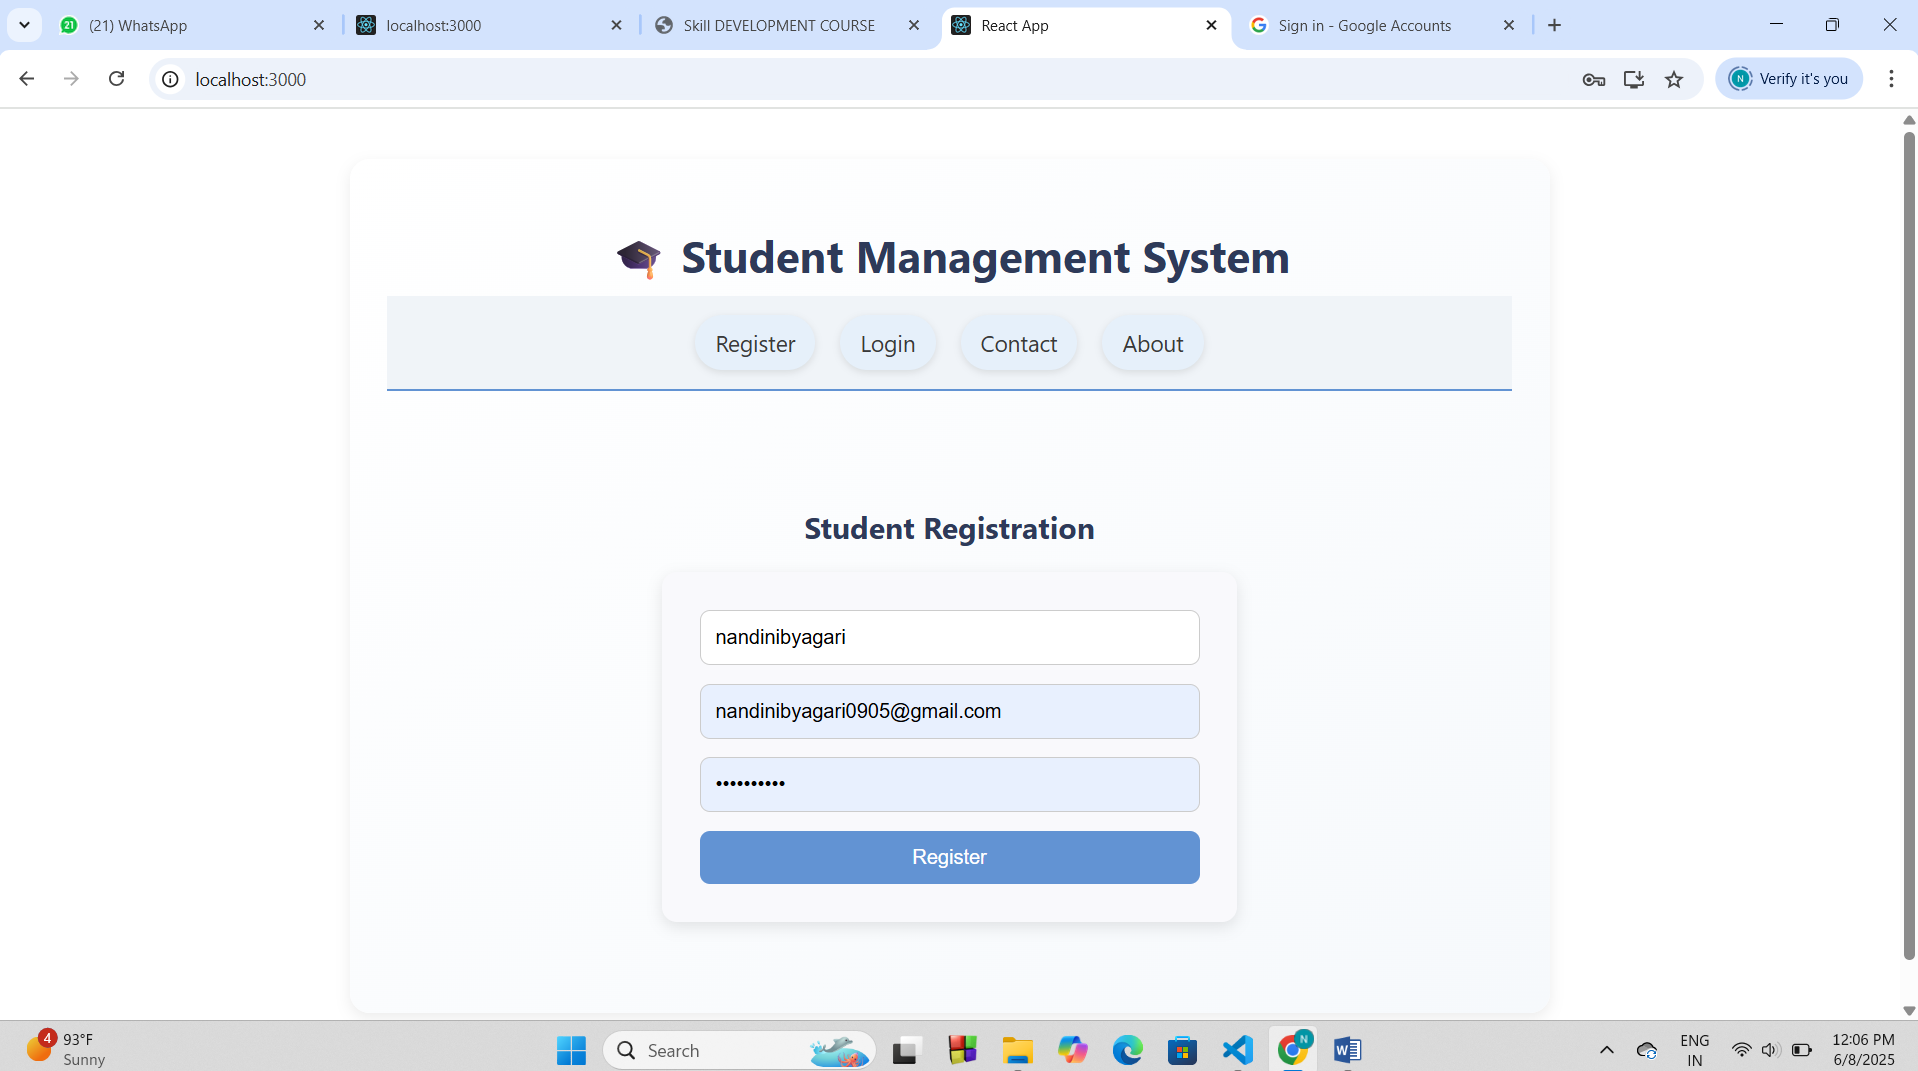 (21) WhatsApp
localhost:3000
Skill DEVELOPMENT COURSE
React App
Sign in - Google Accounts
localhost:3000
N
Verify it's you
Student Management System
Register
Login
Contact
About
Student Registration
nandinibyagari
nandinibyagari0905@gmail.com
••••••••••
Register
4
93°F
Sunny
Search
N
ENG
IN
12:06 PM
6/8/2025